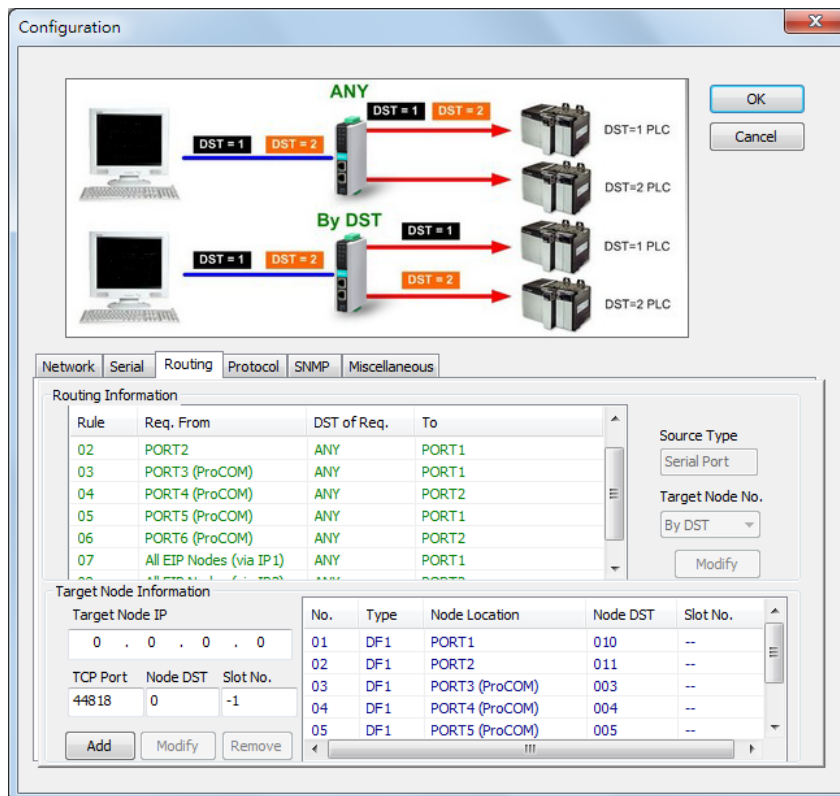 Configuration
ANY
DST = 1 DST = 2
DST = 1 DST = 2
DST=1 PLC
DST=2 PLC
By DST
DST = 1
DST = 1 DST = 2
DST=1 PLC
DST = 2
DST=2 PLC
OK
Cancel
Network Serial Routing Protocol SNMP Miscellaneous
Routing Information
Rule Req. From DST of Req. To
02 PORT2 ANY PORT1
03 PORT3 (ProCOM) ANY PORT1
04 PORT4 (ProCOM) ANY PORT2
05 PORT5 (ProCOM) ANY PORT1
06 PORT6 (ProCOM) ANY PORT2
07 All EIP Nodes (via IP1) ANY PORT1
Source Type
Serial Port
Target Node No.
By DST
Modify
Target Node Information
Target Node IP
0 . 0 . 0 . 0
TCP Port Node DST Slot No.
44818 0 -1
Add Modify Remove
No. Type Node Location Node DST Slot No.
01 DF1 PORT1 010 --
02 DF1 PORT2 011 --
03 DF1 PORT3 (ProCOM) 003 --
04 DF1 PORT4 (ProCOM) 004 --
05 DF1 PORT5 (ProCOM) 005 --